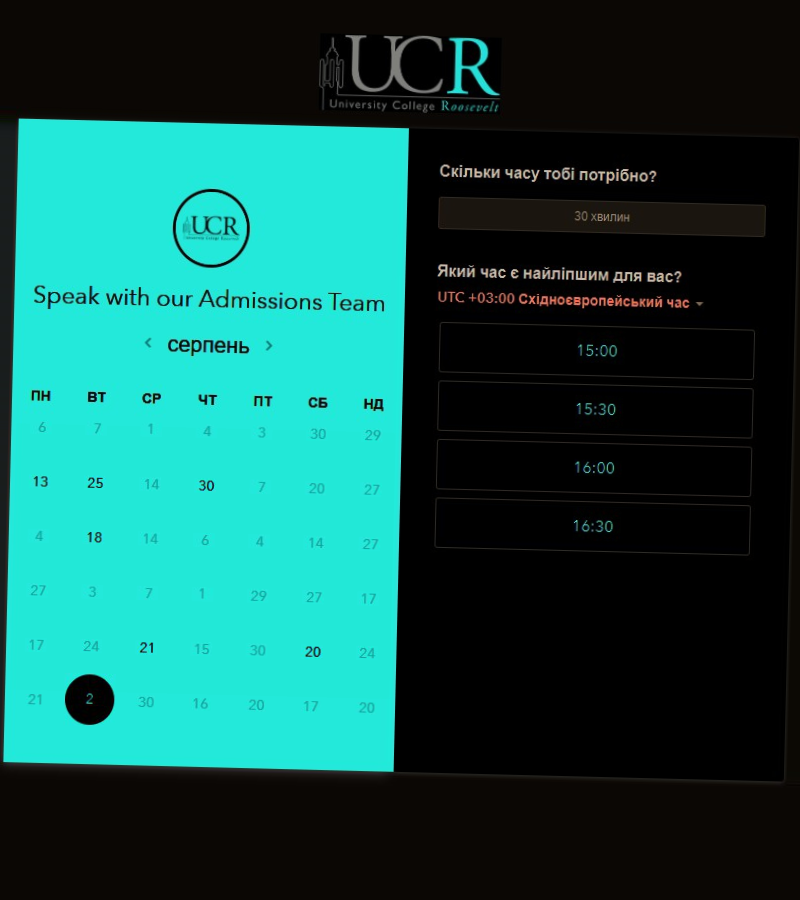 UCR
University College Roosevelt
UCR
University College Roosevelt
Speak with our Admissions Team
серпень
ПН ВТ СР ЧТ ПТ СБ НД
6 7 1 4 3 30 29
13 25 14 30 7 20 27
4 18 14 6 4 14 27
27 3 7 1 29 27 17
17 24 21 15 30 20 24
21 2 30 16 20 17 20
Скільки часу тобі потрібно?
30 хвилин
Який час є найліпшим для вас?
UTC +03:00 Східноєвропейський час
15:00
15:30
16:00
16:30